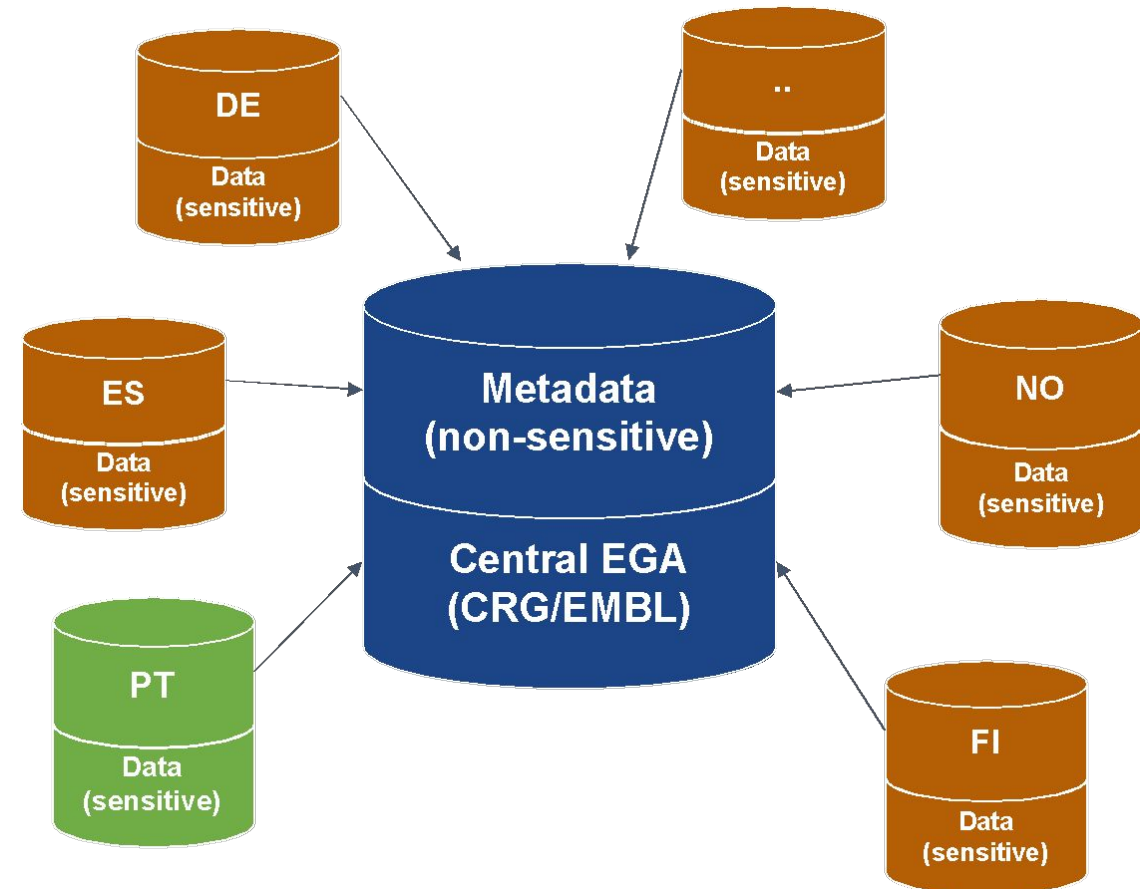 DE
Data
(sensitive)
..
Data
(sensitive)
ES
Data
(sensitive)
Metadata
(non-sensitive)
Central EGA
(CRG/EMBL)
NO
Data
(sensitive)
PT
Data
(sensitive)
FI
Data
(sensitive)